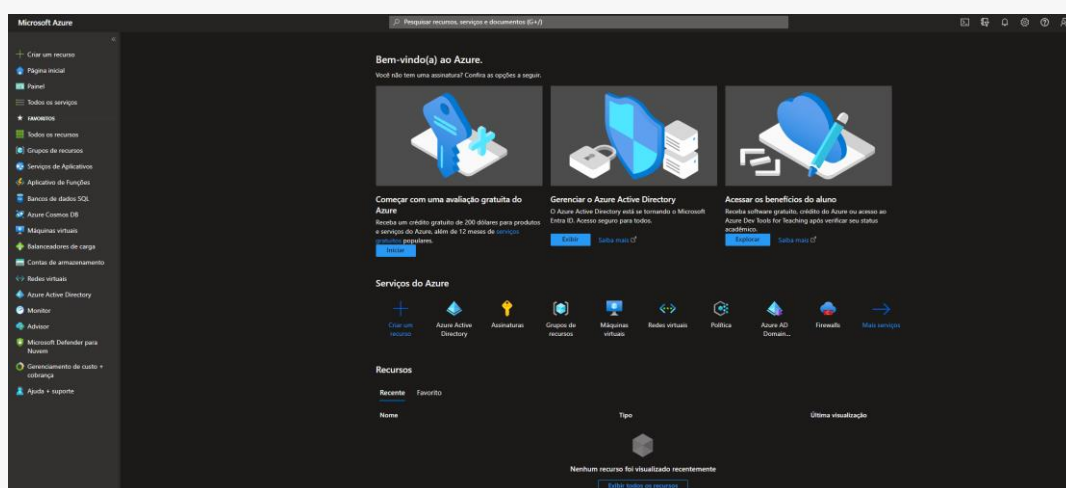 Microsoft Azure
Pesquisar recursos, serviços e documentos (G+/)
«
Criar um recurso
Página inicial
Painel
Todos os serviços
FAVORITOS
Todos os recursos
Grupos de recursos
Serviços de Aplicativos
Aplicativo de Funções
Bancos de dados SQL
Azure Cosmos DB
Máquinas virtuais
Balanceadores de carga
Contas de armazenamento
Redes virtuais
Azure Active Directory
Monitor
Advisor
Microsoft Defender para
Nuvem
Gerenciamento de custo +
cobrança
Ajuda + suporte
Bem-vindo(a) ao Azure.
Você não tem uma assinatura? Confira as opções a seguir.
Começar com uma avaliação gratuita do
Azure
Receba um crédito gratuito de 200 dólares para produtos
e serviços do Azure, além de 12 meses de serviços
gratuitos populares.
Iniciar
Gerenciar o Azure Active Directory
O Azure Active Directory está se tornando o Microsoft
Entra ID. Acesso seguro para todos.
Exibir Saiba mais
Acessar os benefícios do aluno
Receba software gratuito, crédito do Azure ou acesso ao
Azure Dev Tools for Teaching após verificar seu status
acadêmico.
Explorar Saiba mais
Serviços do Azure
Criar um
recurso
Azure Active
Directory
Assinaturas
Grupos de
recursos
Máquinas
virtuais
Redes virtuais
Política
Azure AD
Domain...
Firewalls
Mais serviços
Recursos
Recente Favorito
Nome Tipo Última visualização
Nenhum recurso foi visualizado recentemente
Exibir todos os recursos